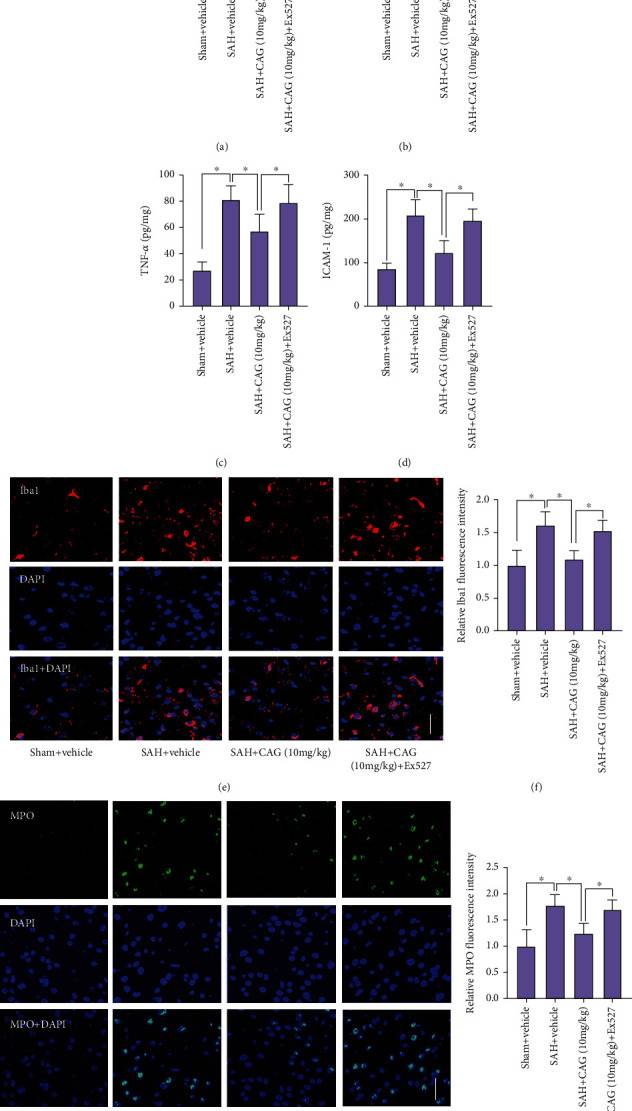 Sham+vehicle
SAH+vehicle
SAH+CAG (10mg/kg)
SAH+CAG (10mg/kg)+Ex527
Sham+vehicle
SAH+vehicle
SAH+CAG (10mg/kg)
SAH+CAG (10mg/kg)+Ex527
(a)
(b)
TNF-α (pg/mg)
100
80
60
40
20
0
* * *
Sham+vehicle
SAH+vehicle
SAH+CAG (10mg/kg)
SAH+CAG (10mg/kg)+Ex527
ICAM-1 (pg/mg)
300
200
100
0
* * *
Sham+vehicle
SAH+vehicle
SAH+CAG (10mg/kg)
SAH+CAG (10mg/kg)+Ex527
(c)
(d)
Iba1
DAPI
Iba1+DAPI
Sham+vehicle
SAH+vehicle
SAH+CAG (10mg/kg)
SAH+CAG
(10mg/kg)+Ex527
Relative Iba1 fluorescence intensity
2.0
1.5
1.0
0.5
0.0
* * *
Sham+vehicle
SAH+vehicle
SAH+CAG (10mg/kg)
SAH+CAG (10mg/kg)+Ex527
(e)
(f)
MPO
DAPI
MPO+DAPI
Relative MPO fluorescence intensity
2.5
2.0
1.5
1.0
0.5
0.0
* * *
Sham+vehicle
SAH+vehicle
SAH+CAG (10mg/kg)
CAG (10mg/kg)+Ex527